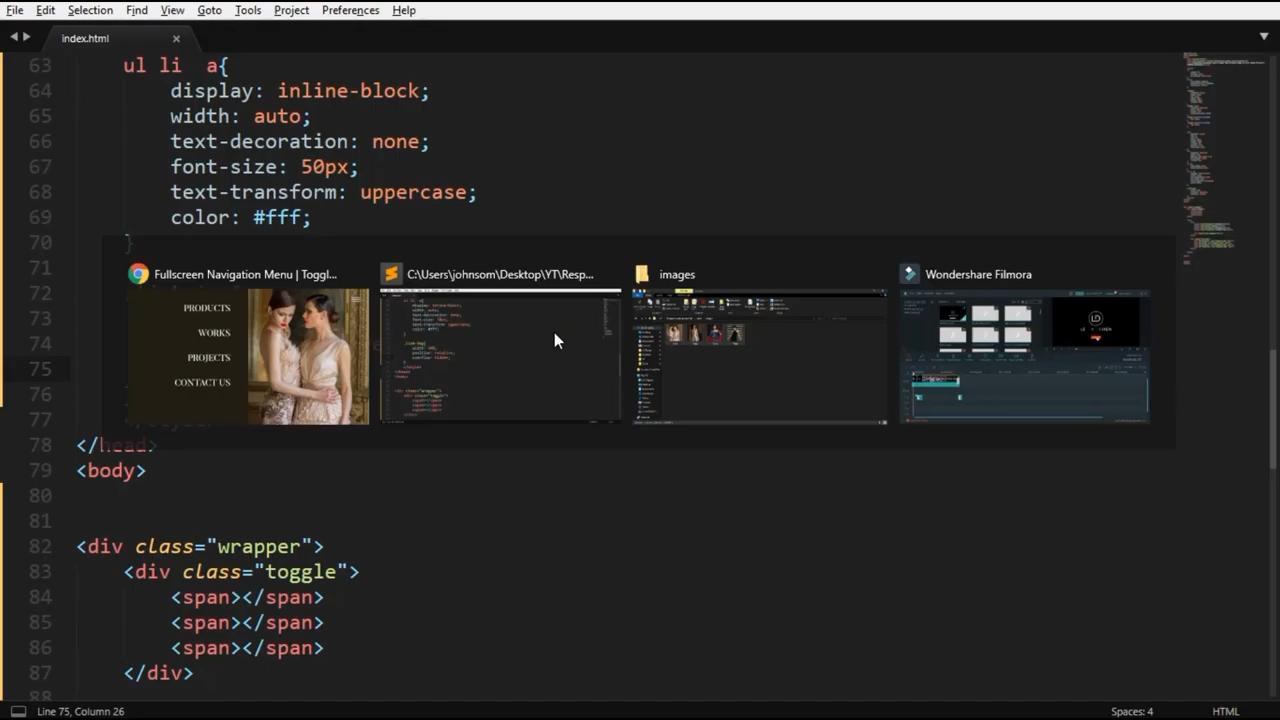 File Edit Selection Find View Goto Tools Project Preferences Help
index.html
63 ul li a{
64 display: inline-block;
65 width: auto;
66 text-decoration: none;
67 font-size: 50px;
68 text-transform: uppercase;
69 color: #fff;
70 }
71
72
73
74
75
76
77
Fullscreen Navigation Menu | Toggl...
C:\Users\johnsom\Desktop\YT\Resp...
images
Wondershare Filmora
PRODUCTS
WORKS
PROJECTS
CONTACT US
78 </head>
79 <body>
80
81
82 <div class="wrapper">
83 <div class="toggle">
84 <span></span>
85 <span></span>
86 <span></span>
87 </div>
88
Line 75, Column 26
Spaces: 4
HTML